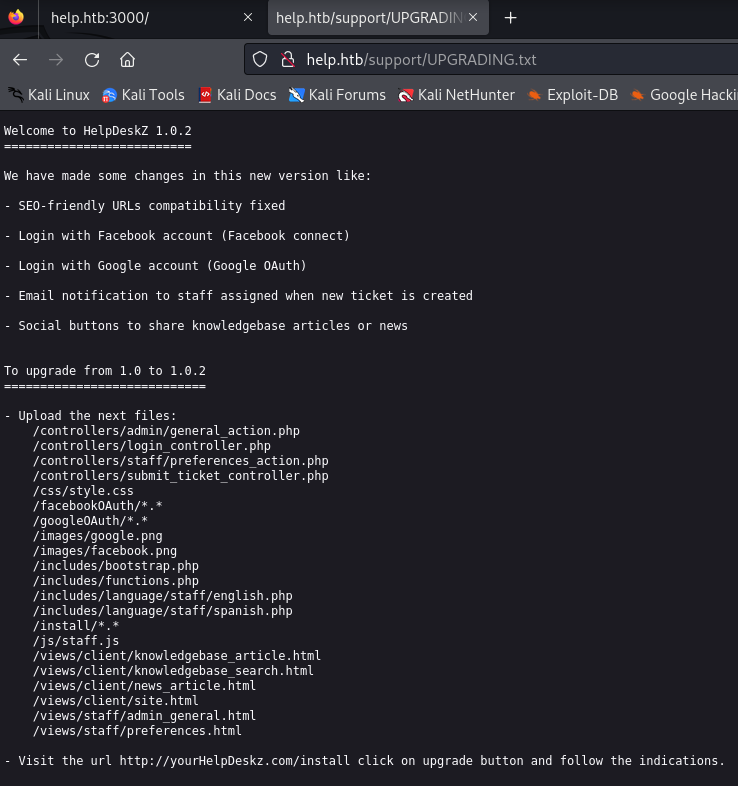 help.htb:3000/
help.htb/support/UPGRADIN
help.htb/support/UPGRADING.txt
Kali Linux
Kali Tools
Kali Docs
Kali Forums
Kali NetHunter
Exploit-DB
Google Hacki
Welcome to HelpDeskZ 1.0.2
==========================
We have made some changes in this new version like:
- SEO-friendly URLs compatibility fixed
- Login with Facebook account (Facebook connect)
- Login with Google account (Google OAuth)
- Email notification to staff assigned when new ticket is created
- Social buttons to share knowledgebase articles or news
To upgrade from 1.0 to 1.0.2
============================
- Upload the next files:
/controllers/admin/general_action.php
/controllers/login_controller.php
/controllers/staff/preferences_action.php
/controllers/submit_ticket_controller.php
/css/style.css
/facebookOAuth/*.*
/googleOAuth/*.*
/images/google.png
/images/facebook.png
/includes/bootstrap.php
/includes/functions.php
/includes/language/staff/english.php
/includes/language/staff/spanish.php
/install/*.*
/js/staff.js
/views/client/knowledgebase_article.html
/views/client/knowledgebase_search.html
/views/client/news_article.html
/views/client/site.html
/views/staff/admin_general.html
/views/staff/preferences.html
- Visit the url http://yourHelpDeskz.com/install click on upgrade button and follow the indications.